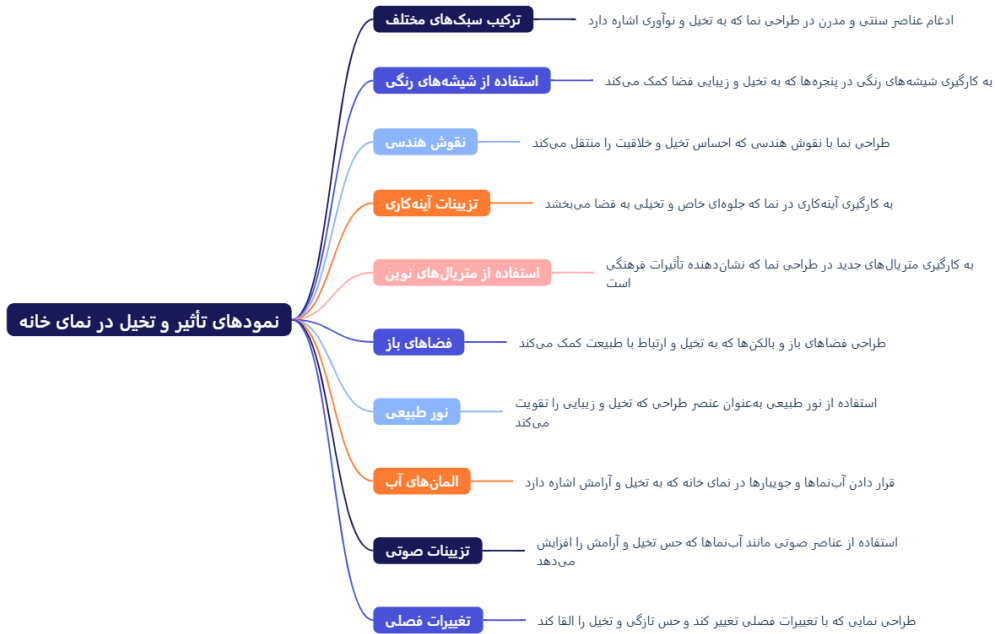 نمودهای تأثیر و تخیل در نمای خانه
ترکیب سبک‌های مختلف
ادغام عناصر سنتی و مدرن در طراحی نما که به تخیل و نوآوری اشاره دارد
استفاده از شیشه‌های رنگی
به کارگیری شیشه‌های رنگی در پنجره‌ها که به تخیل و زیبایی فضا کمک می‌کند
نقوش هندسی
طراحی نما با نقوش هندسی که احساس تخیل و خلاقیت را منتقل می‌کند
تزیینات آینه‌کاری
به کارگیری آینه‌کاری در نما که جلوه‌ای خاص و تخیلی به فضا می‌بخشد
استفاده از متریال‌های نوین
به کارگیری متریال‌های جدید در طراحی نما که نشان‌دهنده تأثیرات فرهنگی
است
فضاهای باز
طراحی فضاهای باز و بالکن‌ها که به تخیل و ارتباط با طبیعت کمک می‌کند
نور طبیعی
استفاده از نور طبیعی به‌عنوان عنصر طراحی که تخیل و زیبایی را تقویت
می‌کند
المان‌های آب
قرار دادن آب‌نماها و جویبارها در نمای خانه که به تخیل و آرامش اشاره دارد
تزیینات صوتی
استفاده از عناصر صوتی مانند آب‌نماها که حس تخیل و آرامش را افزایش
می‌دهد
تغییرات فصلی
طراحی نمایی که با تغییرات فصلی تغییر کند و حس تازگی و تخیل را القا کند